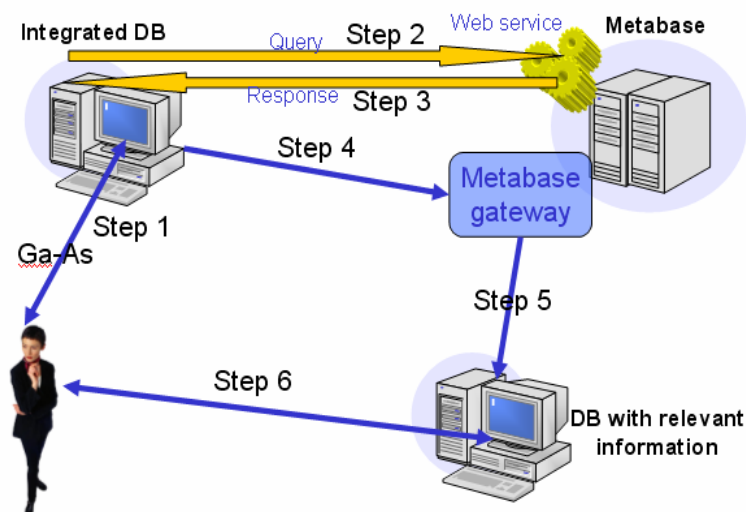 Web service
Metabase
Integrated DB
Query
Step 2
Response
Step 3
Step 4
Metabase
gateway
Step 1
Ga-As
Step 5
Step 6
DB with relevant
information